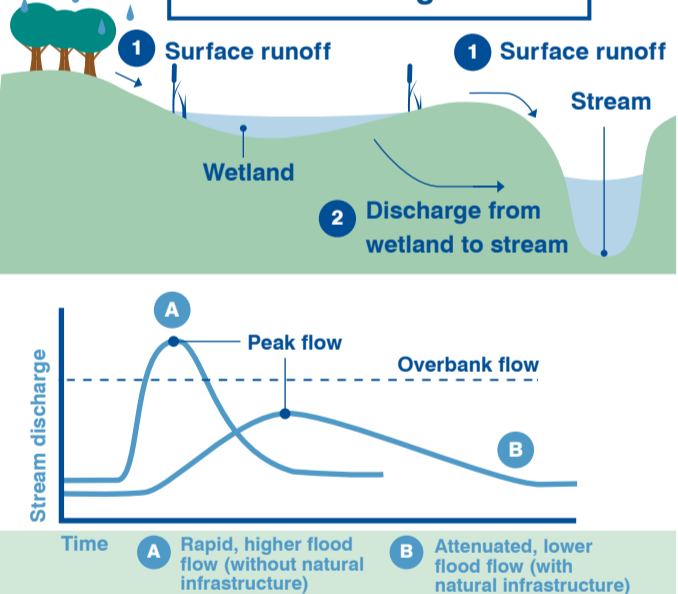 1 Surface runoff
1 Surface runoff
Stream
Wetland
2 Discharge from
wetland to stream
A
Peak flow
Overbank flow
B
Stream discharge
Time
A Rapid, higher flood
flow (without natural
infrastructure)
B Attenuated, lower
flood flow (with
natural infrastructure)